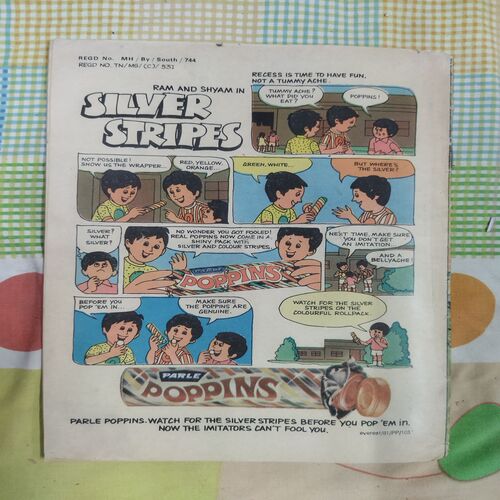 REGD No. MH/By/South/744
REGD NO. TN/MS/(C)/531
RAM AND SHYAM IN
SILVER
STRIPES
RECESS IS TIME TO HAVE FUN,
NOT A TUMMY ACHE.
TUMMY ACHE?
WHAT DID YOU
EAT?
POPPINS!
NOT POSSIBLE!
SHOW US THE WRAPPER...
RED, YELLOW
ORANGE..
GREEN, WHITE...
BUT WHERE'S
THE SILVER?
SILVER?
WHAT
SILVER?
NO WONDER YOU GOT FOOLED!
REAL POPPINS NOW COME IN A
SHINY PACK WITH
SILVER AND COLOUR STRIPES.
PARLE
POPPINS
NEXT TIME, MAKE SURE
YOU DON'T GET
AN IMITATION.
AND A
BELLYACHE!
BEFORE YOU
POP 'EM IN...
MAKE SURE
THE POPPINS ARE
GENUINE.
WATCH FOR THE SILVER
STRIPES ON THE
COLOURFUL ROLLPACK.
PARLE
POPPINS
PARLE POPPINS. WATCH FOR THE SILVER STRIPES BEFORE YOU POP 'EM in.
NOW THE IMITATORS CAN'T FOOL YOU.
everest/81/PP/103